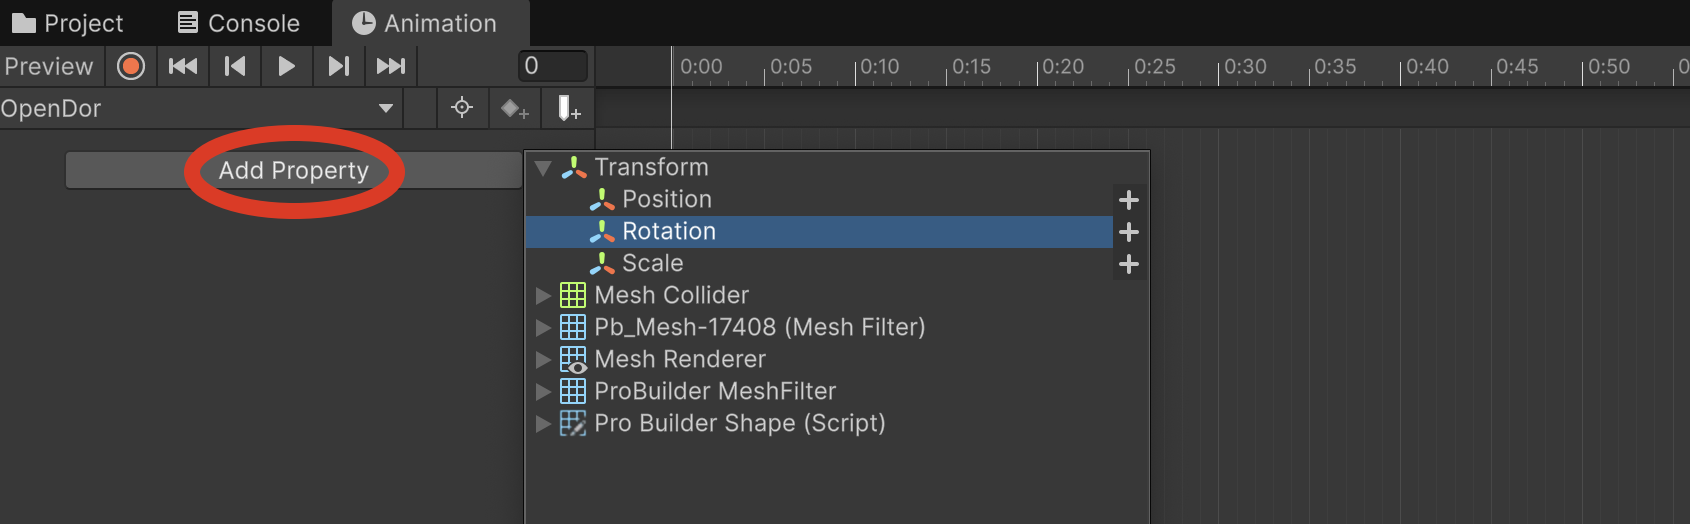 Project Console Animation
Preview 0 0:00 0:05 0:10 0:15 0:20 0:25 0:30 0:35 0:40 0:45 0:50 0
OpenDor
Add Property
Transform
Position
Rotation
Scale
Mesh Collider
Pb_Mesh-17408 (Mesh Filter)
Mesh Renderer
ProBuilder MeshFilter
Pro Builder Shape (Script)